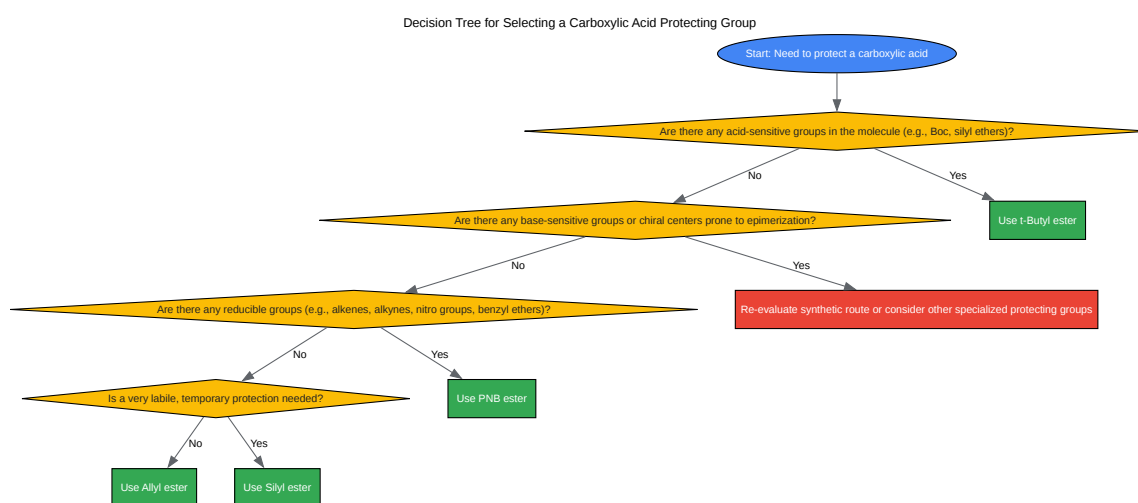 Decision Tree for Selecting a Carboxylic Acid Protecting Group
Start: Need to protect a carboxylic acid
Are there any acid-sensitive groups in the molecule (e.g., Boc, silyl ethers)?
No
Yes
Are there any base-sensitive groups or chiral centers prone to epimerization?
Use t-Butyl ester
No
Yes
Are there any reducible groups (e.g., alkenes, alkynes, nitro groups, benzyl ethers)?
Re-evaluate synthetic route or consider other specialized protecting groups
No
Yes
Is a very labile, temporary protection needed?
Use PNB ester
No
Yes
Use Allyl ester
Use Silyl ester